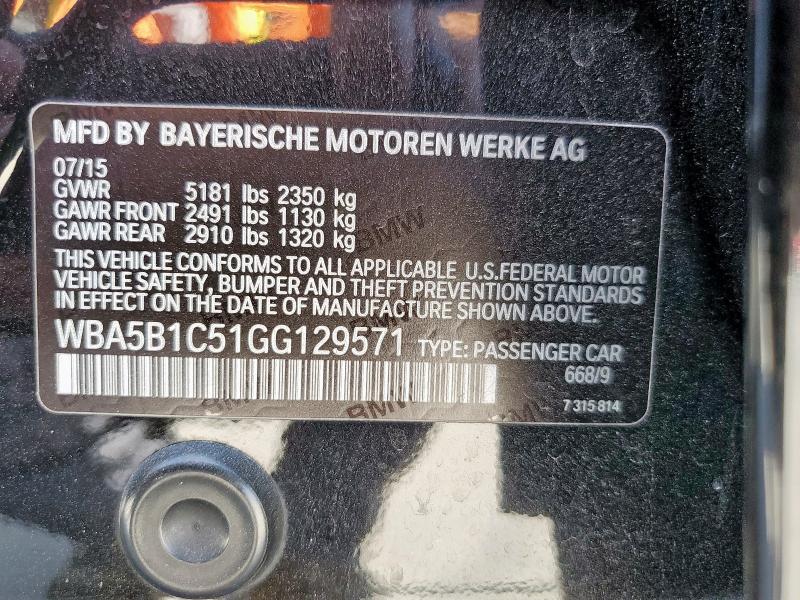 MFD BY BAYERISCHE MOTOREN WERKE AG
07/15
GVWR 5181 lbs 2350 kg
GAWR FRONT 2491 lbs 1130 kg
GAWR REAR 2910 lbs 1320 kg
THIS VEHICLE CONFORMS TO ALL APPLICABLE U.S.FEDERAL MOTOR
VEHICLE SAFETY, BUMPER AND THEFT PREVENTION STANDARDS
IN EFFECT ON THE DATE OF MANUFACTURE SHOWN ABOVE.
WBA5B1C51GG129571 TYPE: PASSENGER CAR
668/9
7 315 814
BMW
BMW